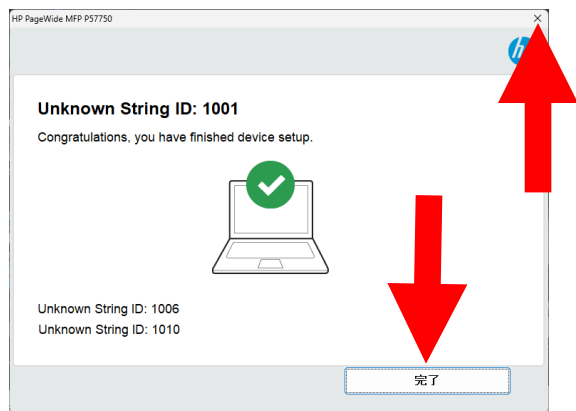 HP PageWide MFP P57750
Unknown String ID: 1001
Congratulations, you have finished device setup.
Unknown String ID: 1006
Unknown String ID: 1010
完了